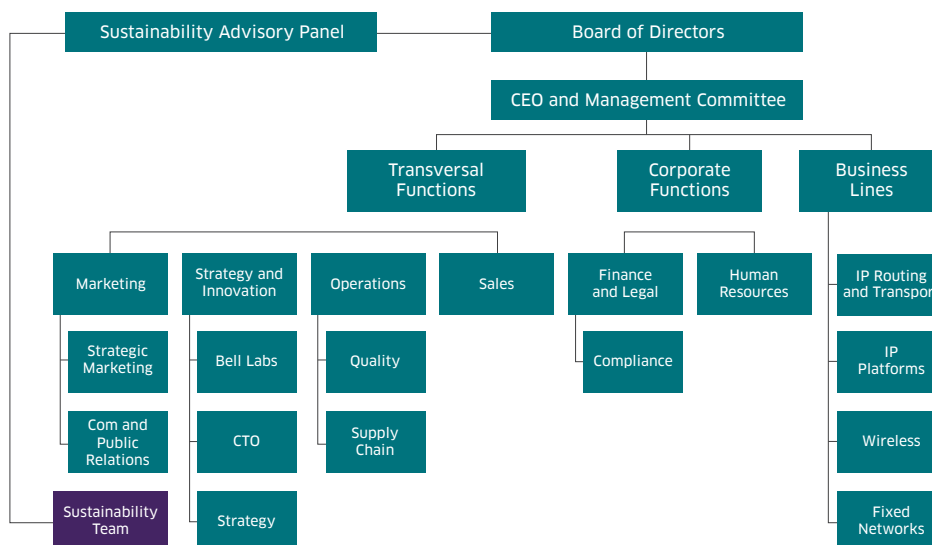 Sustainability Advisory Panel
Board of Directors
CEO and Management Committee
Transversal
Functions
Corporate
Functions
Business
Lines
Marketing
Strategy and
Innovation
Operations
Sales
Finance
and Legal
Human
Resources
IP Routing
and Transpor
Strategic
Marketing
Bell Labs
Quality
Compliance
IP
Platforms
Com and
Public
Relations
CTO
Supply
Chain
Wireless
Sustainability
Team
Strategy
Fixed
Networks